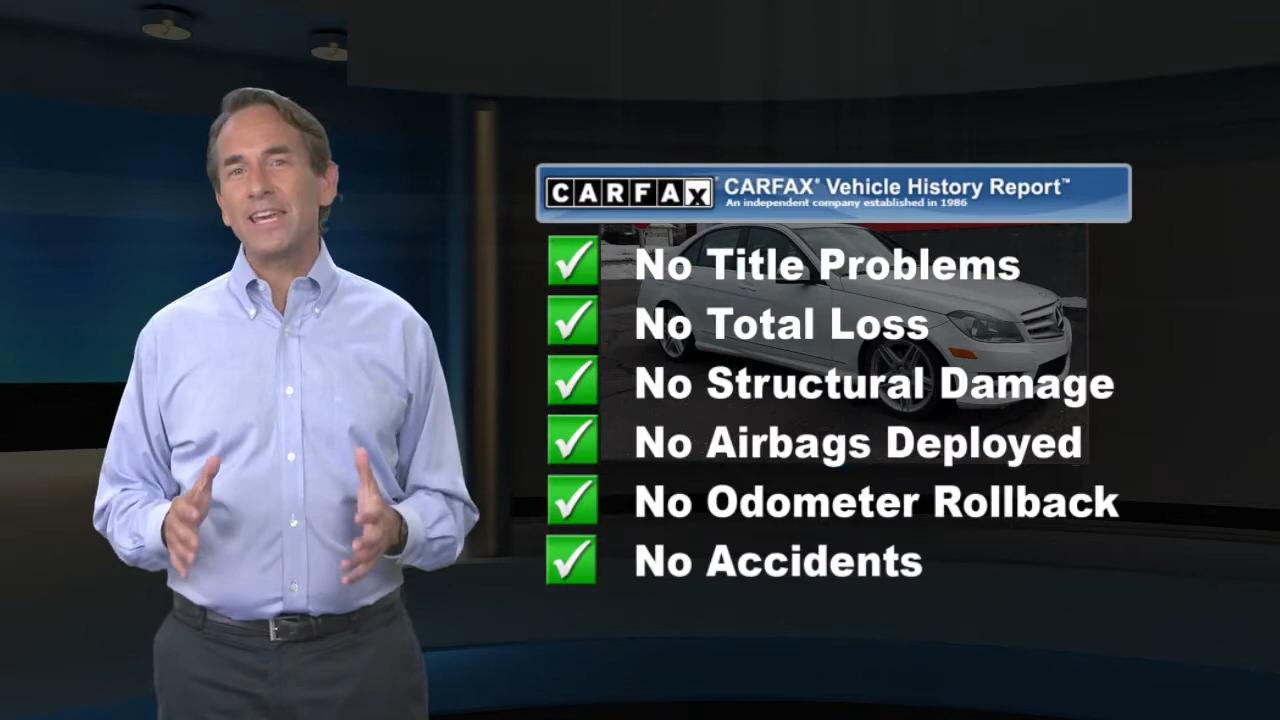 CARFAX® CARFAX® Vehicle History Report™
An independent company established in 1986
No Title Problems
No Total Loss
No Structural Damage
No Airbags Deployed
No Odometer Rollback
No Accidents